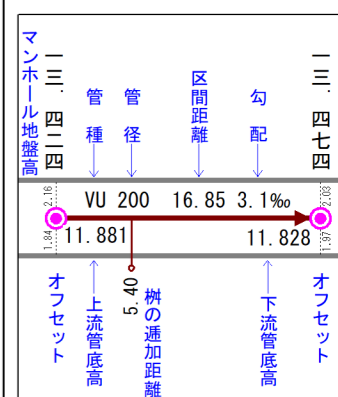 マンホール地盤高
一三.四二四
管種
管径
区間距離
勾配
一三.四七四
2.16
1.84
VU 200 16.85 3.1‰
2.03
1.97
11.881
11.828
オフセット
上流管底高
5.40
桝の逓加距離
下流管底高
オフセット